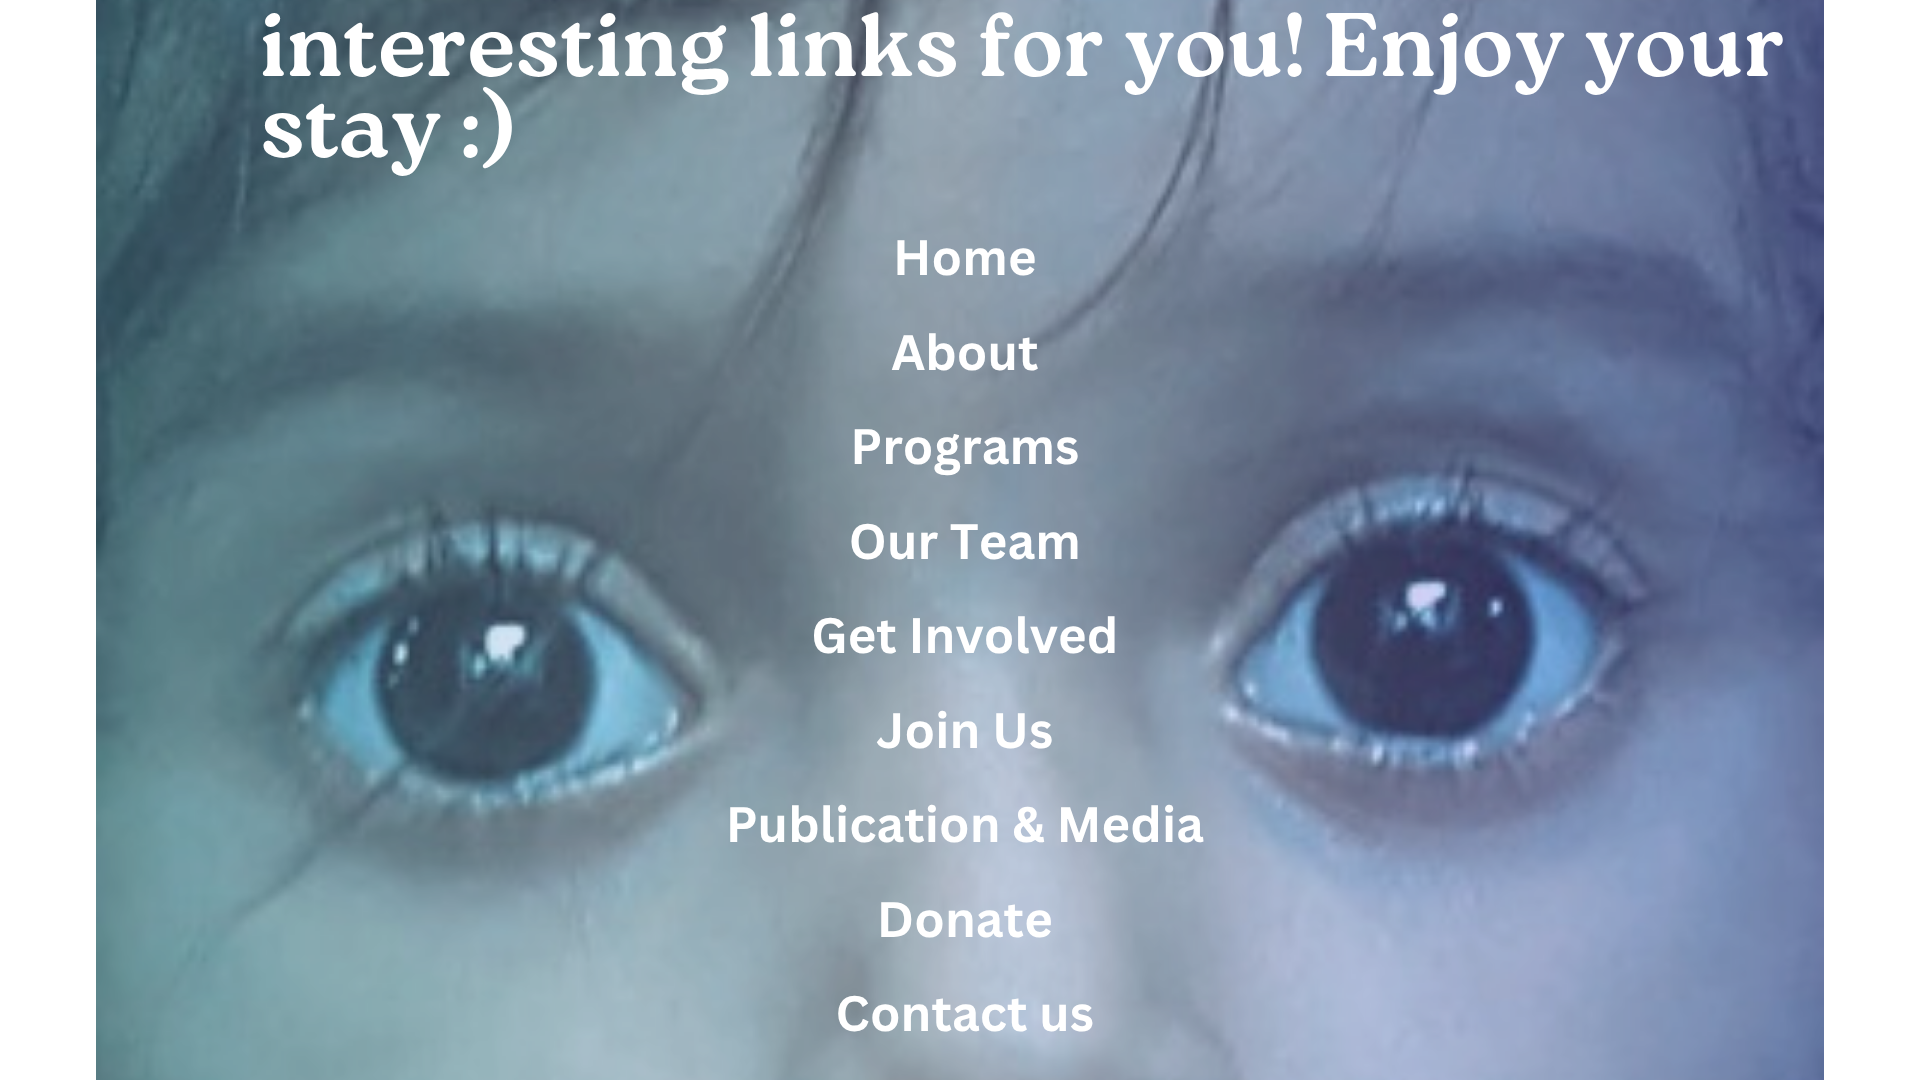 interesting links for you! Enjoy your
stay :)
Home
About
Programs
Our Team
Get Involved
Join Us
Publication & Media
Donate
Contact us